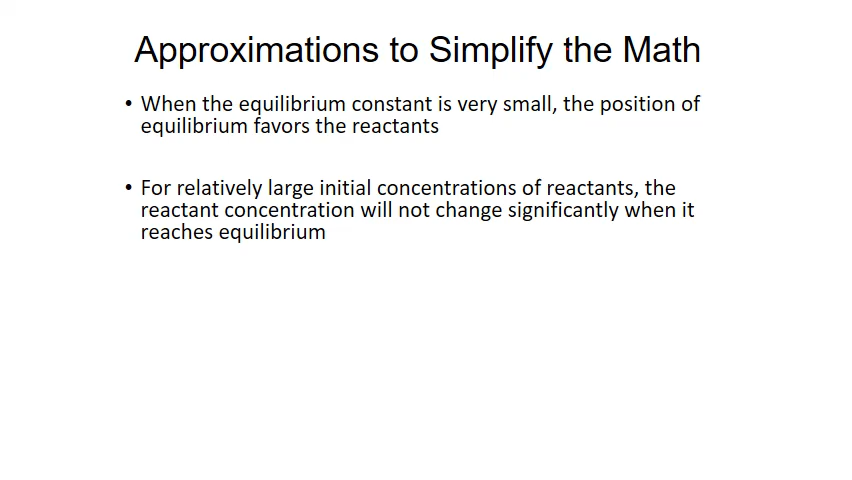 Approximations to Simplify the Math
• When the equilibrium constant is very small, the position of
equilibrium favors the reactants
• For relatively large initial concentrations of reactants, the
reactant concentration will not change significantly when it
reaches equilibrium